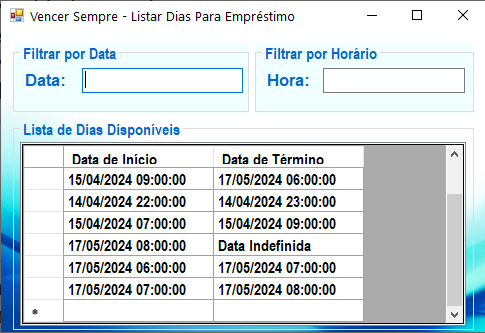 Vencer Sempre - Listar Dias Para Empréstimo
Filtrar por Data
Data:
Filtrar por Horário
Hora:
Lista de Dias Disponíveis
Data de Início Data de Término
15/04/2024 09:00:00 17/05/2024 06:00:00
14/04/2024 22:00:00 14/04/2024 23:00:00
15/04/2024 07:00:00 15/04/2024 09:00:00
17/05/2024 08:00:00 Data Indefinida
17/05/2024 06:00:00 17/05/2024 07:00:00
17/05/2024 07:00:00 17/05/2024 08:00:00
*